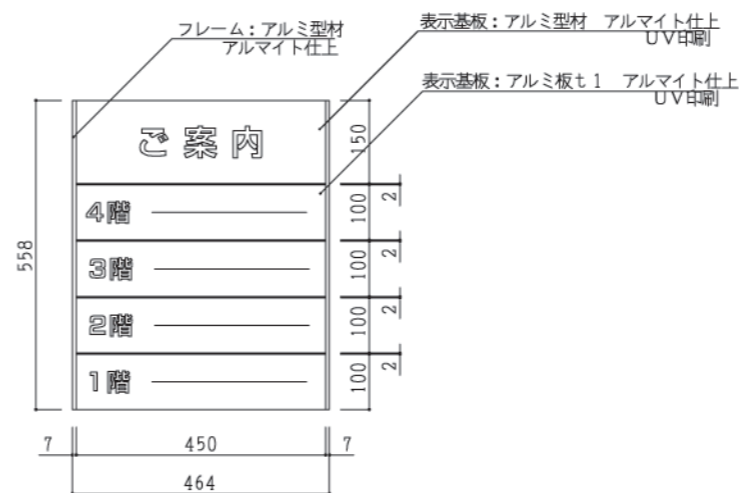 フレーム：アルミ型材
アルマイト仕上
表示基板：アルミ型材　アルマイト仕上
ＵＶ印刷
表示基板：アルミ板ｔ１　アルマイト仕上
ＵＶ印刷
ご案内
150
4階
100
2
558
3階
100
2
2階
100
2
1階
100
2
7
450
7
464